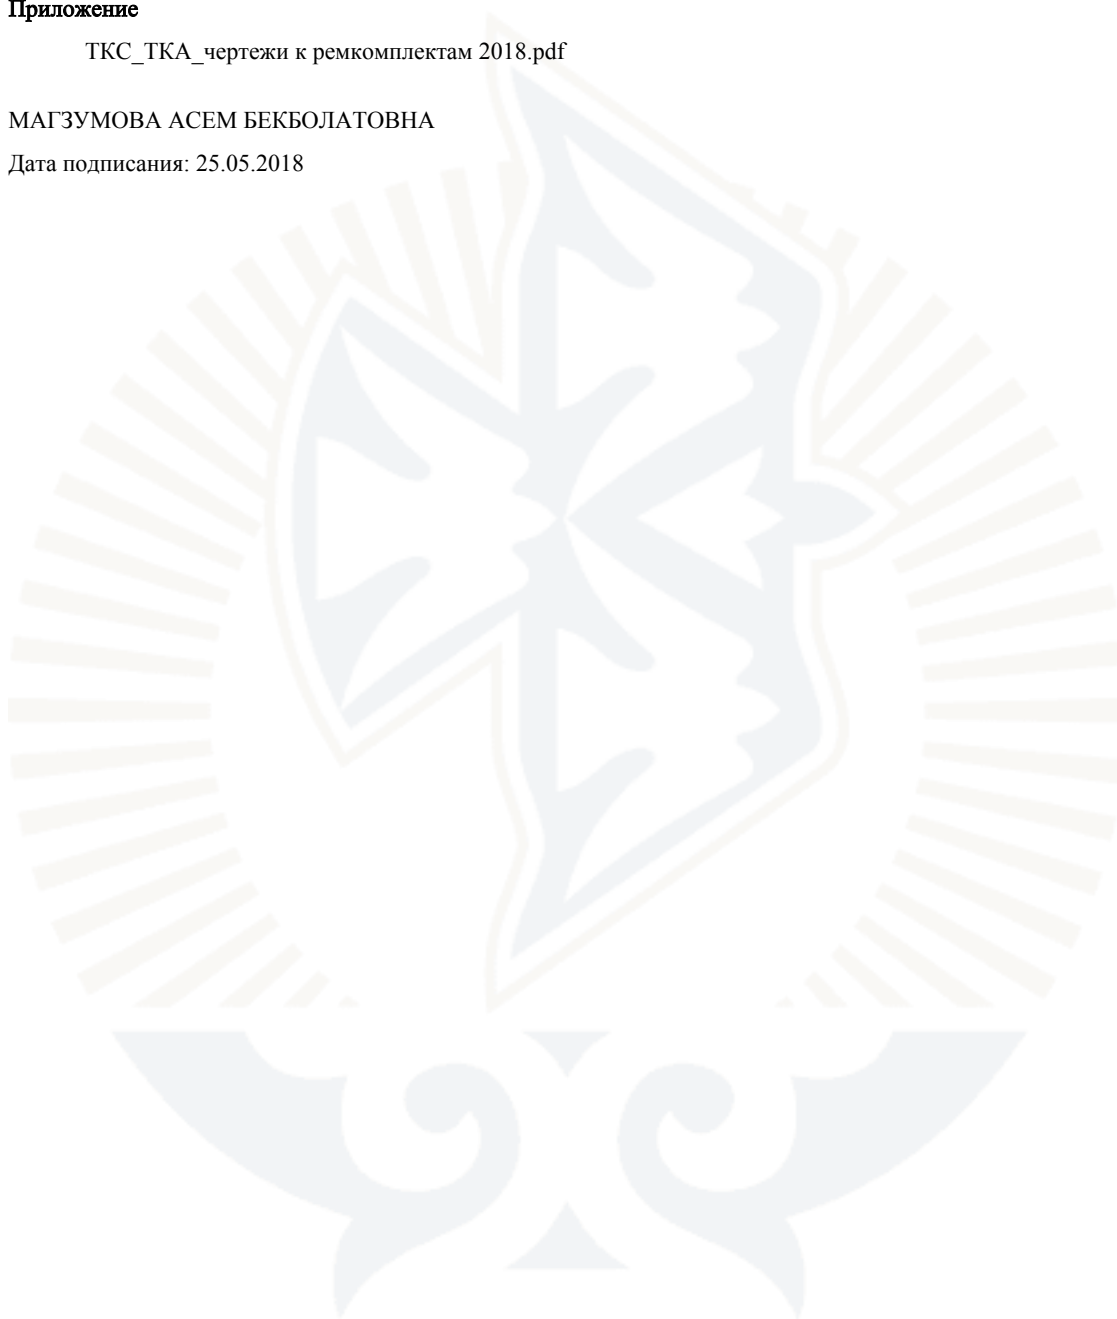 Приложение
ТКС_ТКА_чертежи к ремкомплектам 2018.pdf
МАГЗУМОВА АСЕМ БЕКБОЛАТОВНА
Дата подписания: 25.05.2018